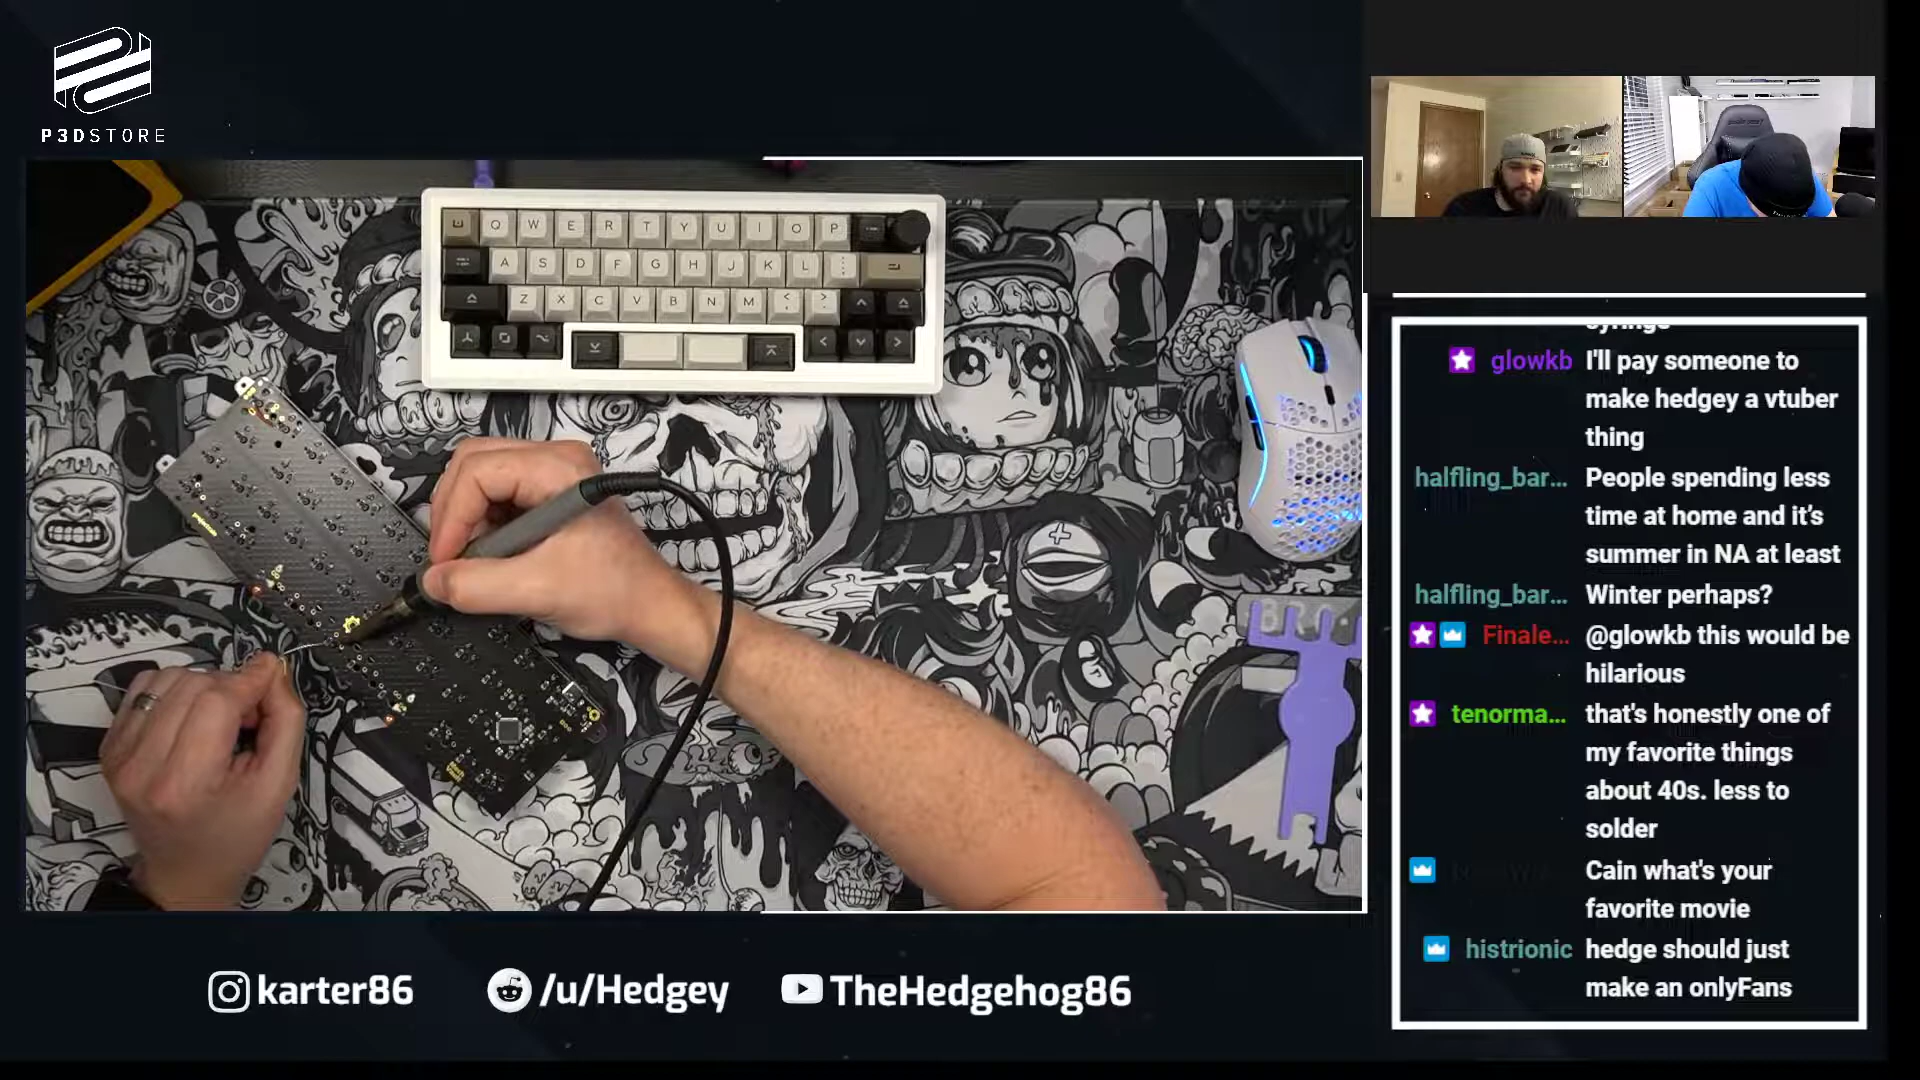 P3DSTORE
Q W E R T Y U I O P
A S D F G H J K L
Z X C V B N M
glowkb I'll pay someone to
make hedgey a vtuber
thing
halfling_bar... People spending less
time at home and it's
summer in NA at least
halfling_bar... Winter perhaps?
Finale... @glowkb this would be
hilarious
tenorma... that's honestly one of
my favorite things
about 40s. less to
solder
Cain what's your
favorite movie
histrionic hedge should just
make an onlyFans
karter86
/u/Hedgey
TheHedgehog86